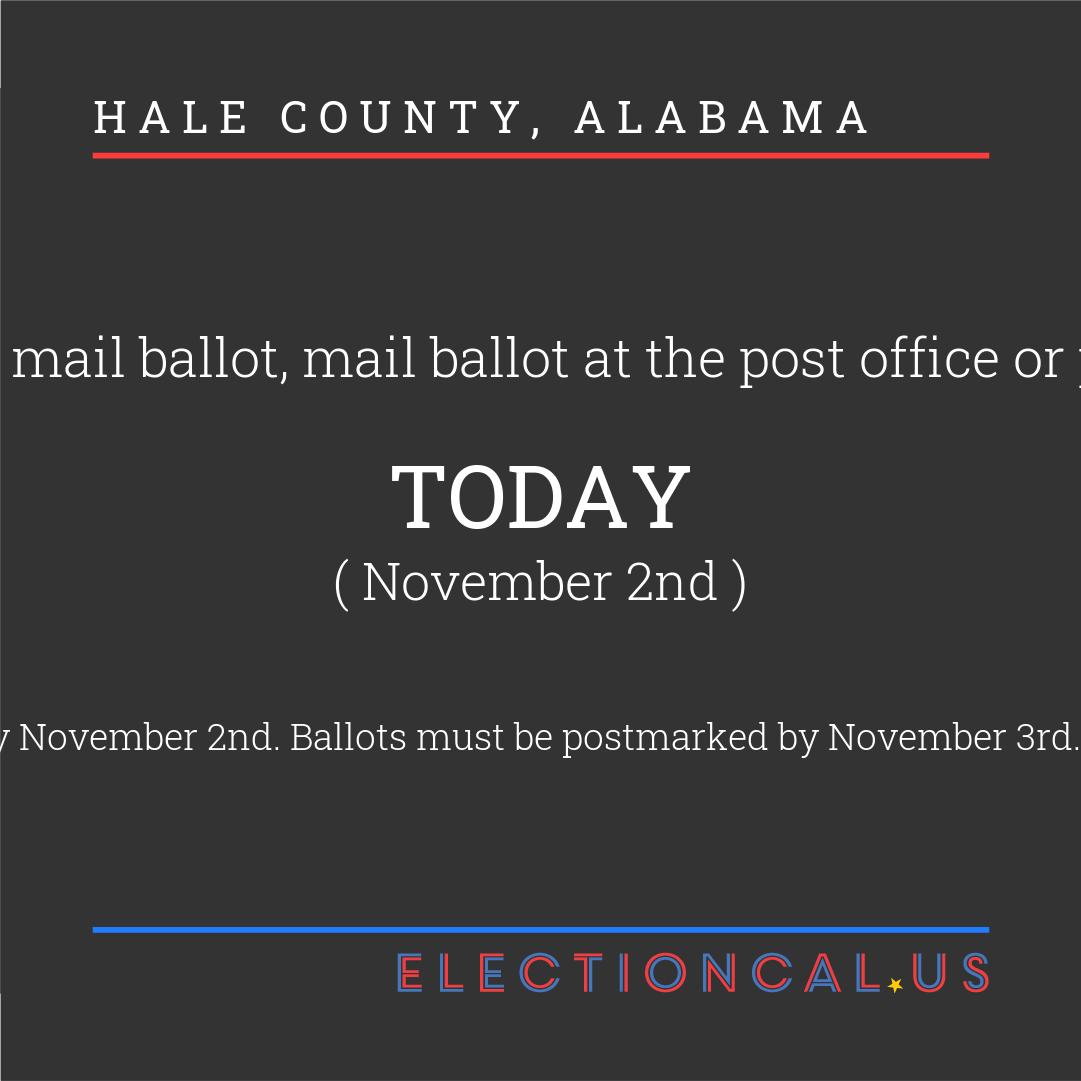 HALE COUNTY, ALABAMA
mail ballot, mail ballot at the post office or
TODAY
( November 2nd )
November 2nd. Ballots must be postmarked by November 3rd.
ELECTIONCAL.US